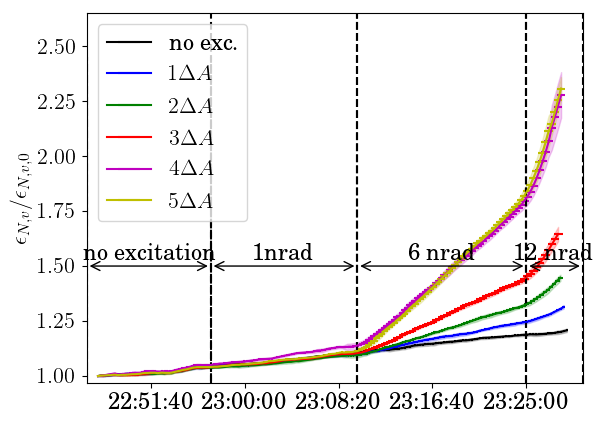 2.50
2.25
2.00
1.75
1.50
1.25
1.00
ϵN,v/ϵN,v,0
no exc.
1ΔA
2ΔA
3ΔA
4ΔA
5ΔA
no excitation
1nrad
6 nrad
12 nrad
22:51:40
23:00:00
23:08:20
23:16:40
23:25:00